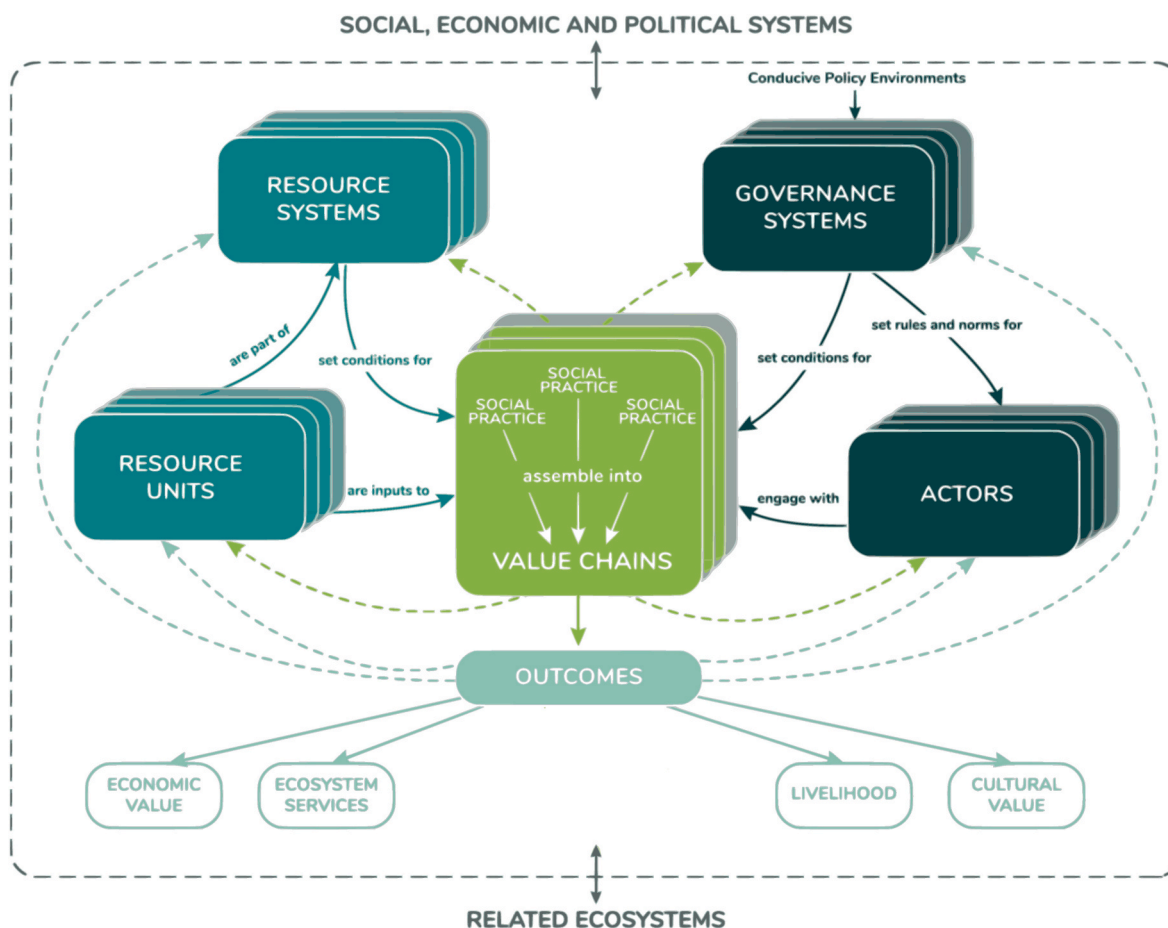 SOCIAL, ECONOMIC AND POLITICAL SYSTEMS
Conducive Policy Environments
RESOURCE
SYSTEMS
GOVERNANCE
SYSTEMS
are part of
set conditions for
set conditions for
set rules and norms for
SOCIAL
PRACTICE
SOCIAL
PRACTICE
SOCIAL
PRACTICE
assemble into
VALUE CHAINS
RESOURCE
UNITS
are inputs to
engage with
ACTORS
OUTCOMES
ECONOMIC
VALUE
ECOSYSTEM
SERVICES
LIVELIHOOD
CULTURAL
VALUE
RELATED ECOSYSTEMS